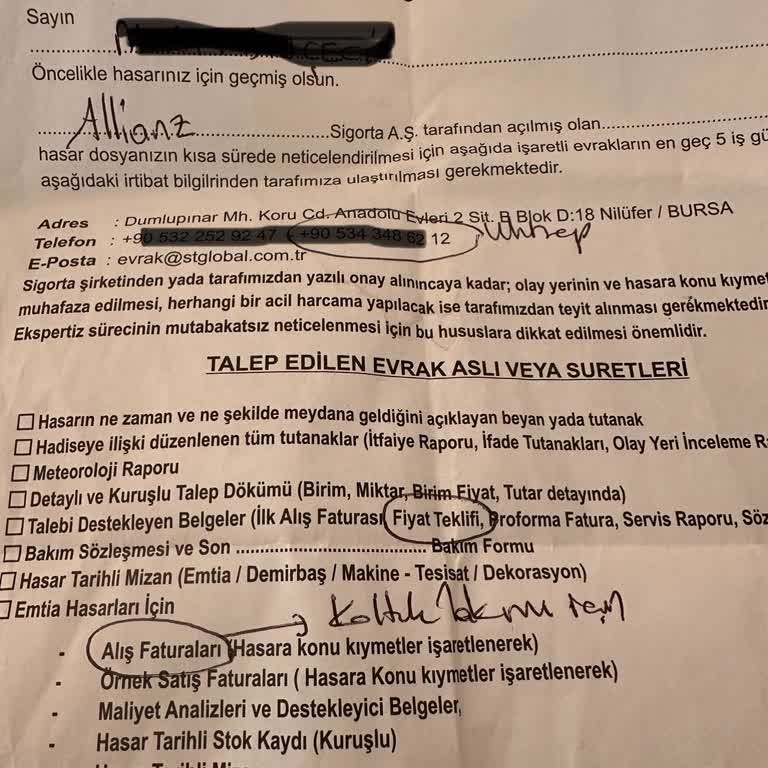 Sayın
Öncelikle hasarınız için geçmiş olsun.
Allianz Sigorta A.Ş. tarafından açılmış olan
hasar dosyanızın kısa sürede neticelendirilmesi için aşağıda işaretli evrakların en geç 5 iş gü
aşağıdaki irtibat bilgilrinden tarafımıza ulaştırılması gerekmektedir.
Adres : Dumlupınar Mh. Koru Cd. Anadolu Evleri 2 Sit. B Blok D:18 Nilüfer / BURSA
Telefon : +9 12
E-Posta : evrak@stglobal.com.tr
Sigorta şirketinden yada tarafımızdan yazılı onay alınıncaya kadar; olay yerinin ve hasara konu kıymet
muhafaza edilmesi, herhangi bir acil harcama yapılacak ise tarafımızdan teyit alınması gerekmektedir
Ekspertiz sürecinin mutabakatsız neticelenmesi için bu hususlara dikkat edilmesi önemlidir.
TALEP EDİLEN EVRAK ASLI VEYA SURETLERİ
Hasarın ne zaman ve ne şekilde meydana geldiğini açıklayan beyan yada tutanak
Hadiseye ilişki düzenlenen tüm tutanaklar (İtfaiye Raporu, İfade Tutanakları, Olay Yeri İnceleme R
Meteoroloji Raporu
Detaylı ve Kuruşlu Talep Dökümü (Birim, Miktar, Birim Fiyat, Tutar detayında)
Talebi Destekleyen Belgeler (İlk Alış Faturası, Fiyat Teklifi, Proforma Fatura, Servis Raporu, Söz
Bakım Sözleşmesi ve Son .......................................... Bakım Formu
Hasar Tarihli Mizan (Emtia / Demirbaş / Makine - Tesisat / Dekorasyon)
Emtia Hasarları İçin
Koltuk Takımı için
- Alış Faturaları (Hasara konu kıymetler işaretlenerek)
- Örnek Satış Faturaları ( Hasara Konu kıymetler işaretlenerek)
- Maliyet Analizleri ve Destekleyici Belgeler,
- Hasar Tarihli Stok Kaydı (Kuruşlu)